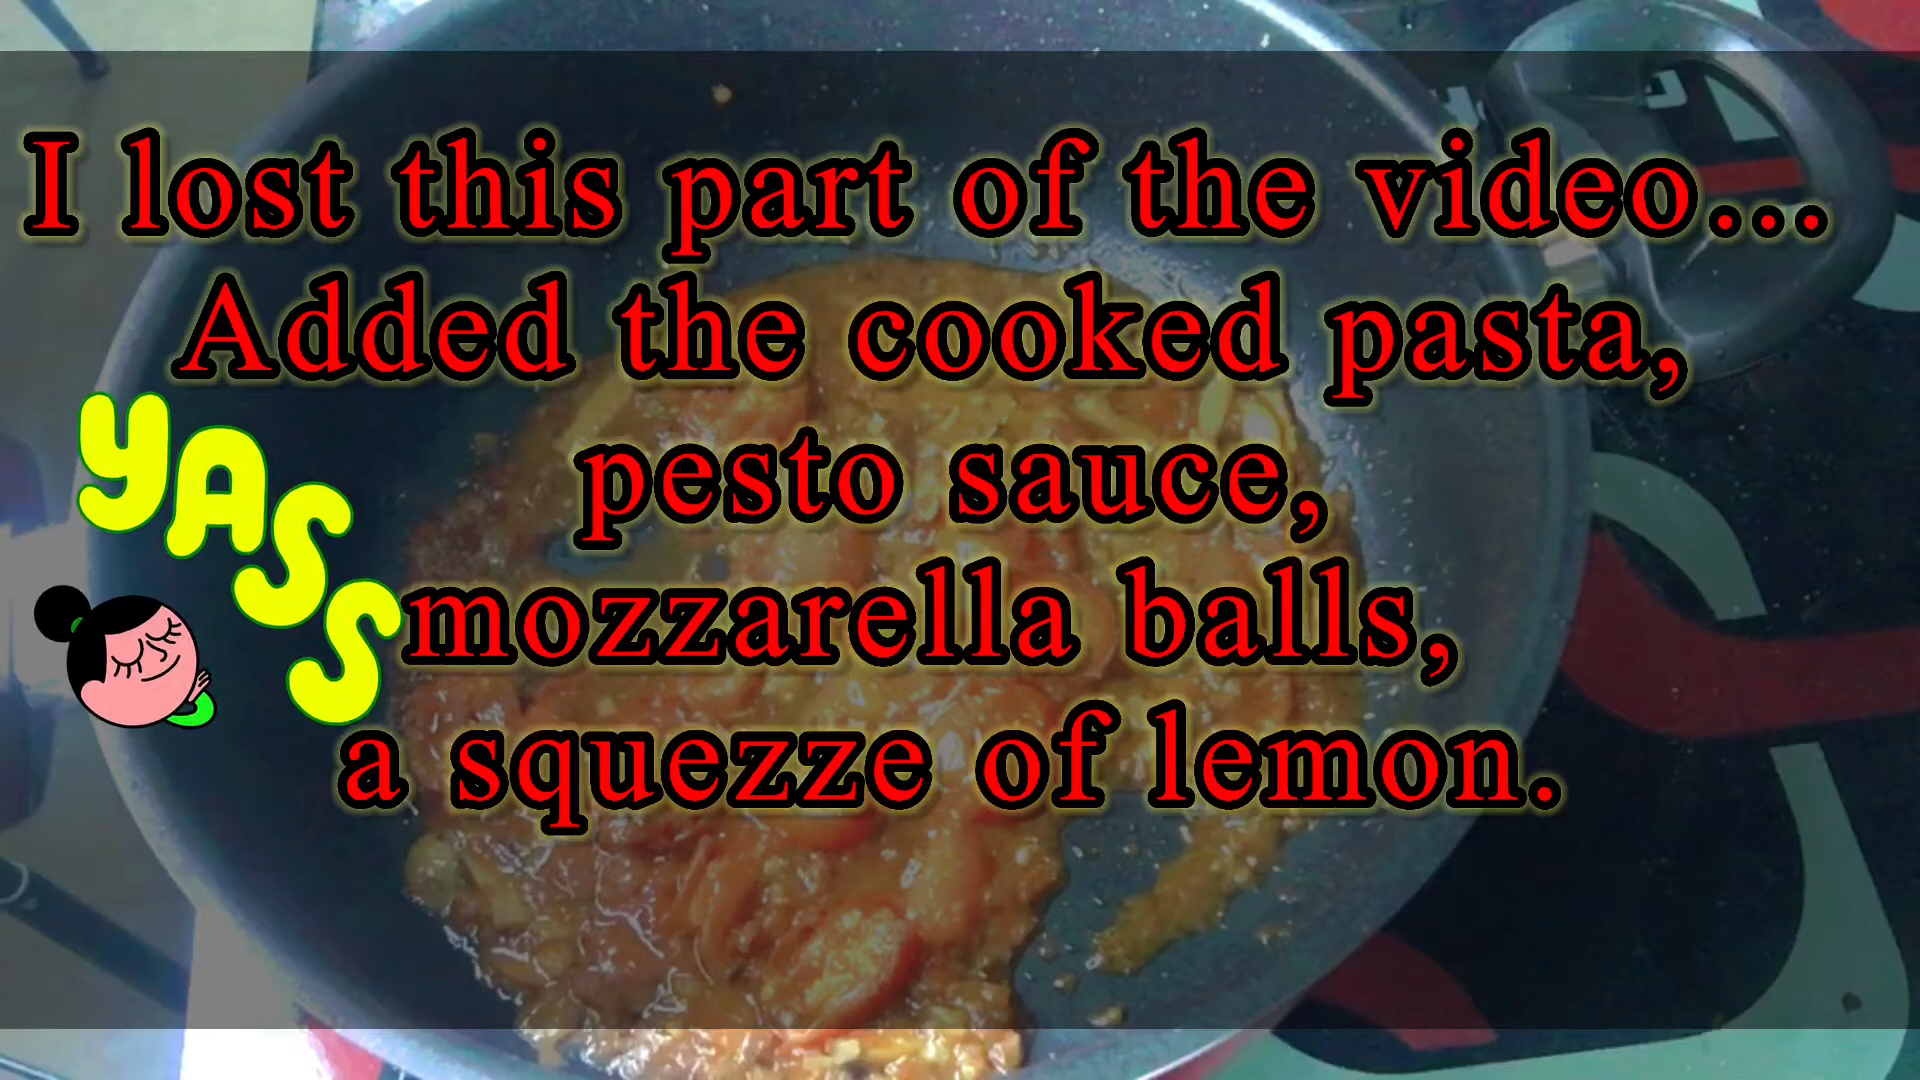 I lost this part of the video...
Added the cooked pasta,
pesto sauce,
YASS
mozzarella balls,
a squezze of lemon.